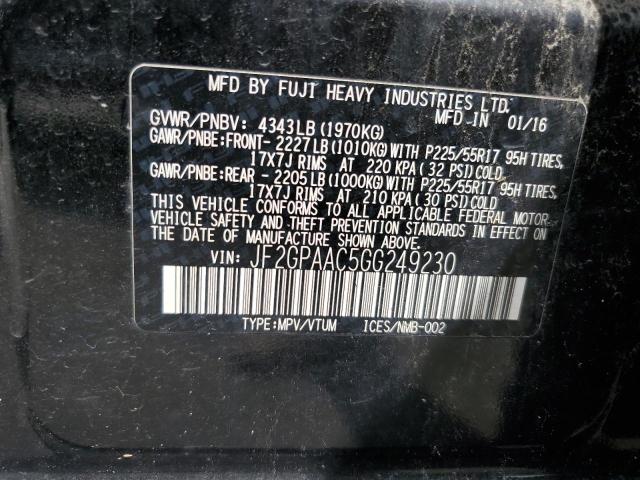 MFD BY FUJI HEAVY INDUSTRIES LTD.
MFD IN 01/16
GVWR/PNBV: 4343LB (1970KG)
GAWR/PNBE:FRONT- 2227LB (1010KG) WITH P225/55R17 95H TIRES,
17X7J RIMS AT 220 KPA ( 32 PSI) COLD
GAWR/PNBE:REAR - 2205LB (1000KG) WITH P225/55R17 95H TIRES,
17X7J RIMS AT 210 KPA ( 30 PSI) COLD
THIS VEHICLE CONFORMS TO ALL APPLICABLE FEDERAL MOTOR
VEHICLE SAFETY AND THEFT PREVENTION STANDARDS IN EFFECT ON
THE DATE OF MANUFACTURE SHOWN ABOVE.
VIN: JF2GPAAC5GG249230
TYPE:MPV/VTUM ICES/NMB-002